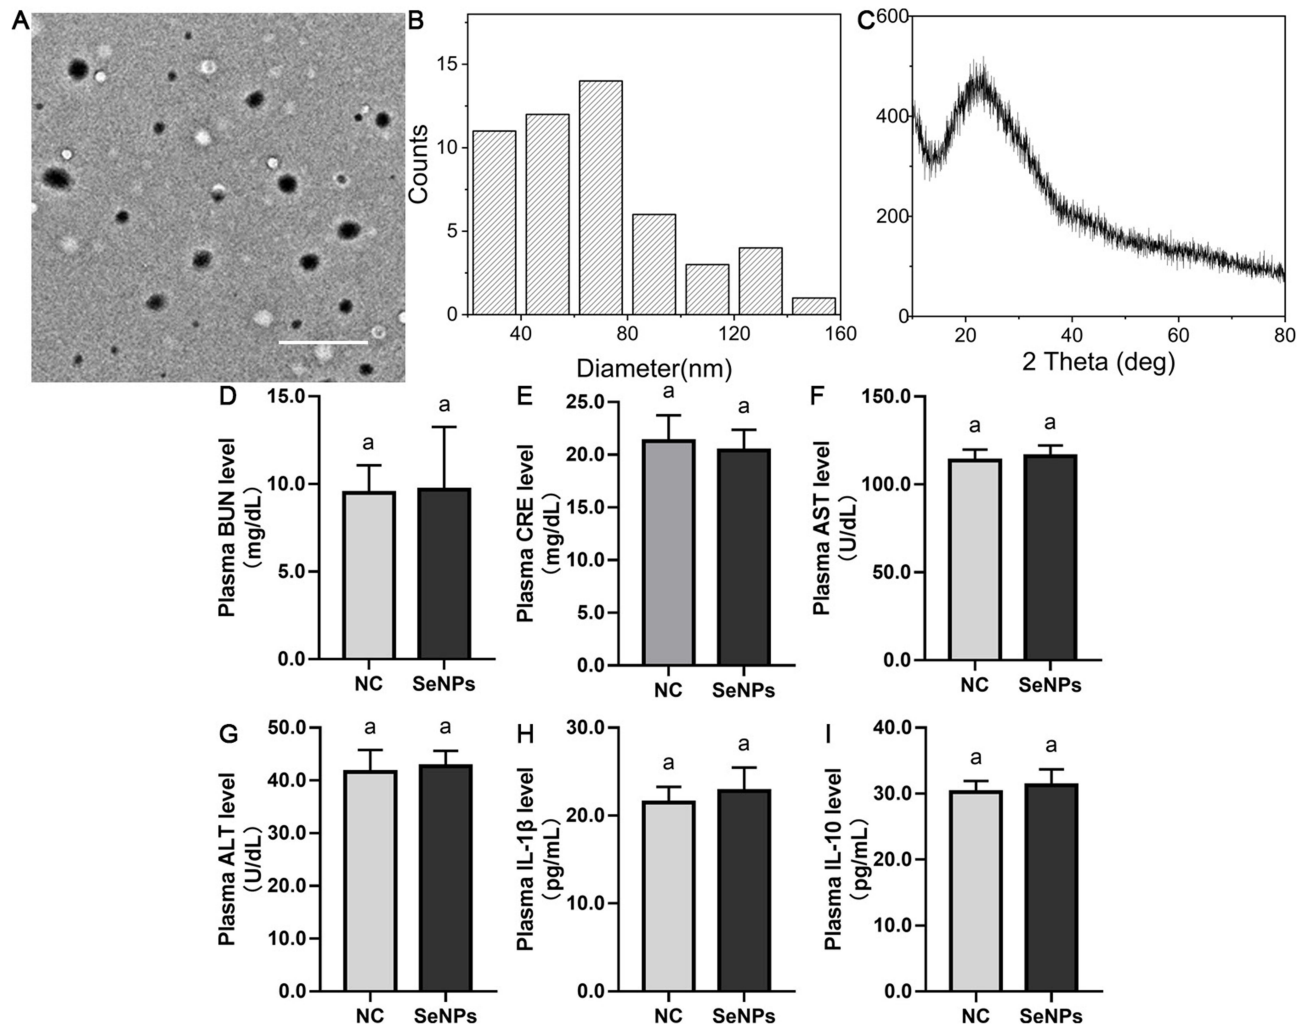 A
B
15
10
5
0
Counts
40
80
120
160
Diameter(nm)
C
600
400
200
0
20
40
60
80
2 Theta (deg)
D
15.0
10.0
5.0
0.0
Plasma BUN level
(mg/dL)
a
a
NC
SeNPs
E
25.0
20.0
15.0
10.0
5.0
0.0
Plasma CRE level
(mg/dL)
a
a
NC
SeNPs
F
150.0
100.0
50.0
0.0
Plasma AST level
(U/dL)
a
a
NC
SeNPs
G
50.0
40.0
30.0
20.0
10.0
0.0
Plasma ALT level
(U/dL)
a
a
NC
SeNPs
H
30.0
20.0
10.0
0.0
Plasma IL-1β level
(pg/mL)
a
a
NC
SeNPs
I
40.0
30.0
20.0
10.0
0.0
Plasma IL-10 level
(pg/mL)
a
a
NC
SeNPs